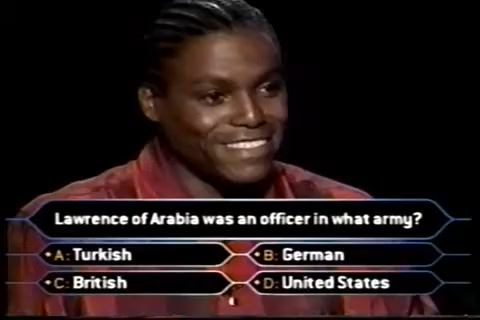 Lawrence of Arabia was an officer in what army?
A: Turkish
B: German
C: British
D: United States